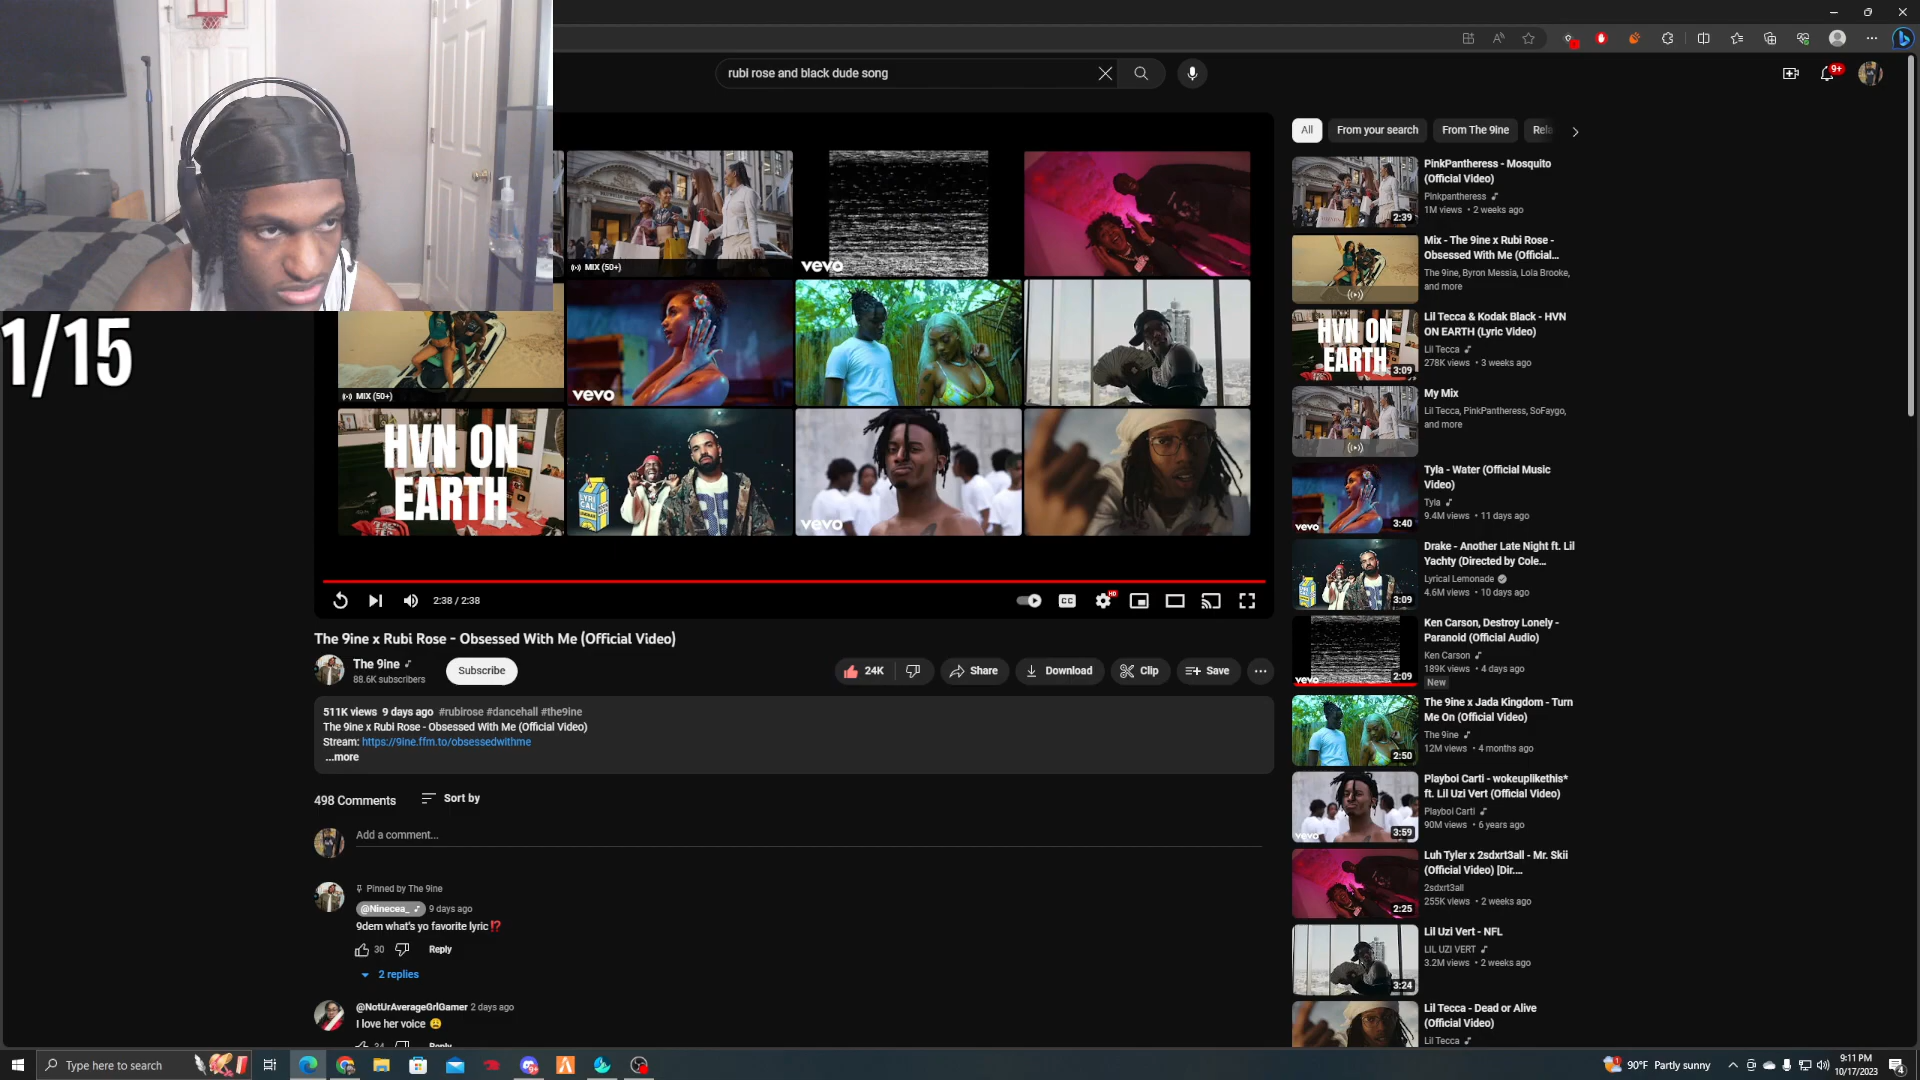 rubi rose and black dude song
9+
1/15
MIX (50+)
vevo
MIX (50+)
vevo
HVN ON
EARTH
LYRICAL
vevo
2:38 / 2:38
CC
HD
The 9ine x Rubi Rose - Obsessed With Me (Official Video)
The 9ine
88.6K subscribers
Subscribe
24K
Share
Download
Clip
Save
511K views 9 days ago #rubirose #dancehall #the9ine
The 9ine x Rubi Rose - Obsessed With Me (Official Video)
Stream: https://9ine.ffm.to/obsessedwithme
...more
498 Comments
Sort by
Add a comment...
Pinned by The 9ine
@Ninecea_ 9 days ago
9dem what's yo favorite lyric⁉️
30
Reply
2 replies
@NotUrAverageGrlGamer 2 days ago
I love her voice 😩
34
Reply
All
From your search
From The 9ine
Rela
PinkPantheress - Mosquito
(Official Video)
Pinkpantheress
1M views • 2 weeks ago
2:39
Mix - The 9ine x Rubi Rose -
Obsessed With Me (Official...
The 9ine, Byron Messia, Lola Brooke,
and more
Lil Tecca & Kodak Black - HVN
ON EARTH (Lyric Video)
Lil Tecca
278K views • 3 weeks ago
HVN ON
EARTH
3:09
My Mix
Lil Tecca, PinkPantheress, SoFaygo,
and more
Tyla - Water (Official Music
Video)
Tyla
9.4M views • 11 days ago
vevo
3:40
Drake - Another Late Night ft. Lil
Yachty (Directed by Cole...
Lyrical Lemonade
4.6M views • 10 days ago
3:09
Ken Carson, Destroy Lonely -
Paranoid (Official Audio)
Ken Carson
189K views • 4 days ago
New
vevo
2:09
The 9ine x Jada Kingdom - Turn
Me On (Official Video)
The 9ine
12M views • 4 months ago
2:50
Playboi Carti - wokeuplikethis*
ft. Lil Uzi Vert (Official Video)
Playboi Carti
90M views • 6 years ago
vevo
3:59
Luh Tyler x 2sdxrt3all - Mr. Skii
(Official Video) [Dir....
2sdxrt3all
255K views • 2 weeks ago
2:25
Lil Uzi Vert - NFL
LIL UZI VERT
3.2M views • 2 weeks ago
3:24
Lil Tecca - Dead or Alive
(Official Video)
Lil Tecca
Type here to search
90°F Partly sunny
9:11 PM
10/17/2023
4